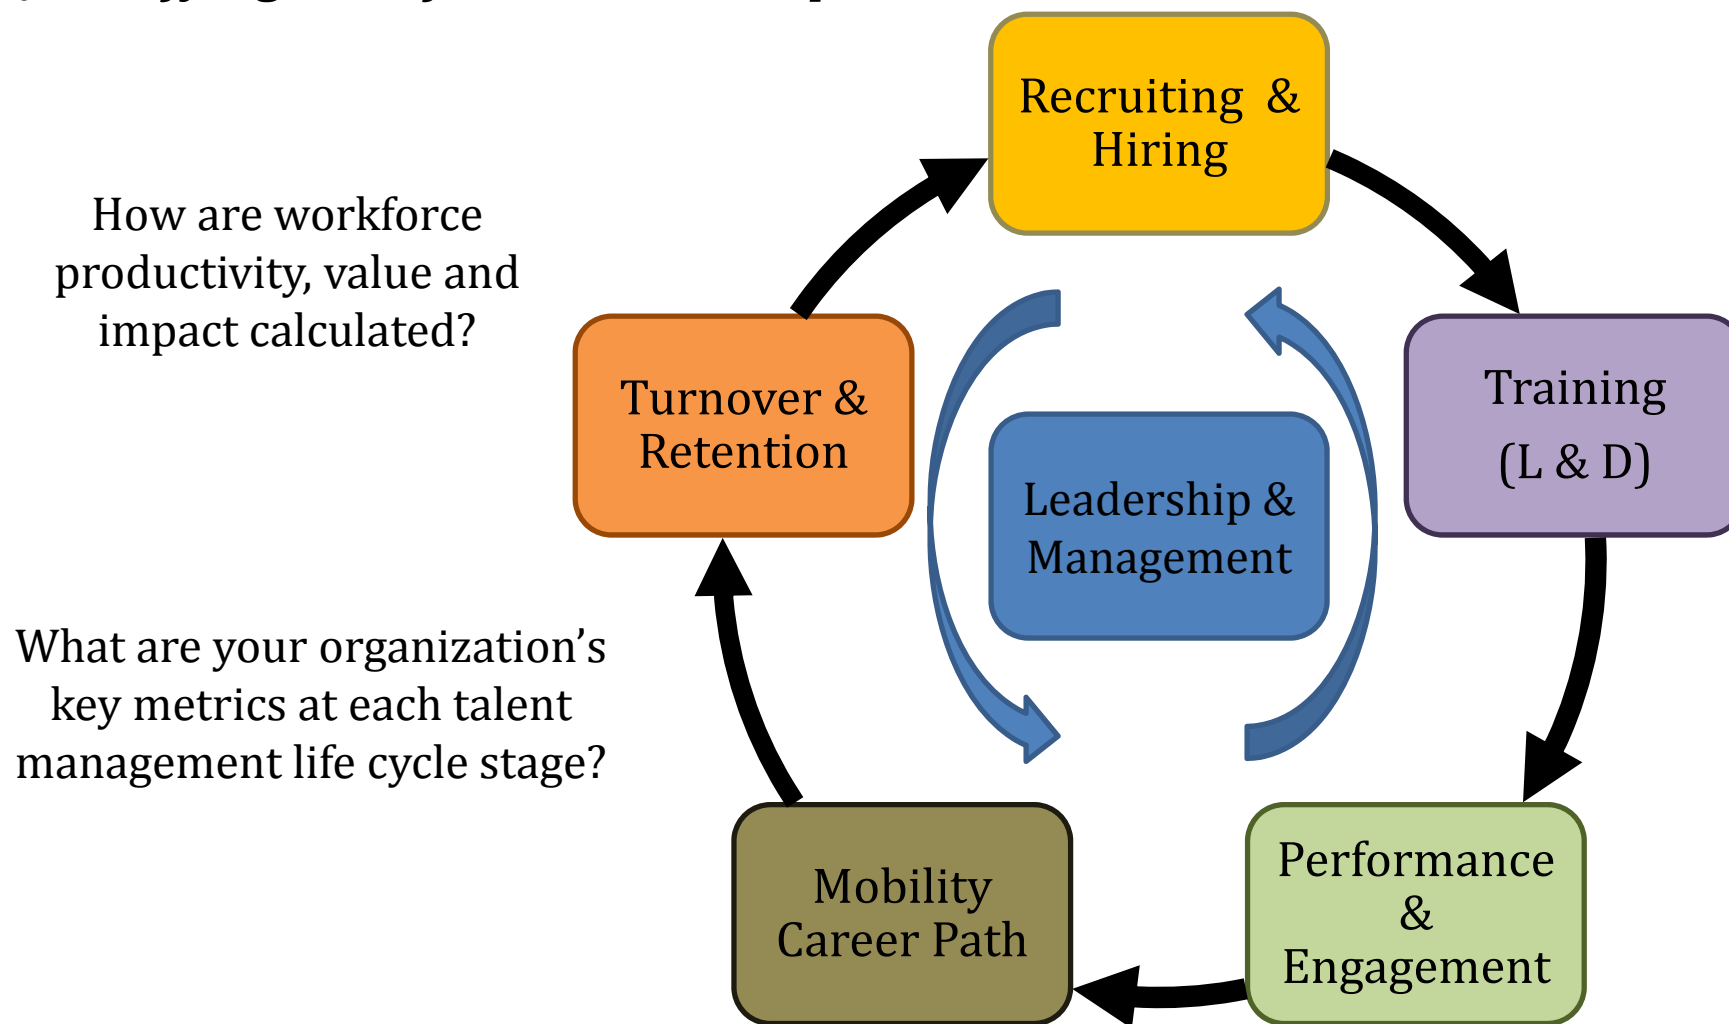 Recruiting &
Hiring
How are workforce
productivity, value and
impact calculated?
Turnover &
Retention
Training
(L & D)
Leadership &
Management
What are your organization’s
key metrics at each talent
management life cycle stage?
Mobility
Career Path
Performance
&
Engagement